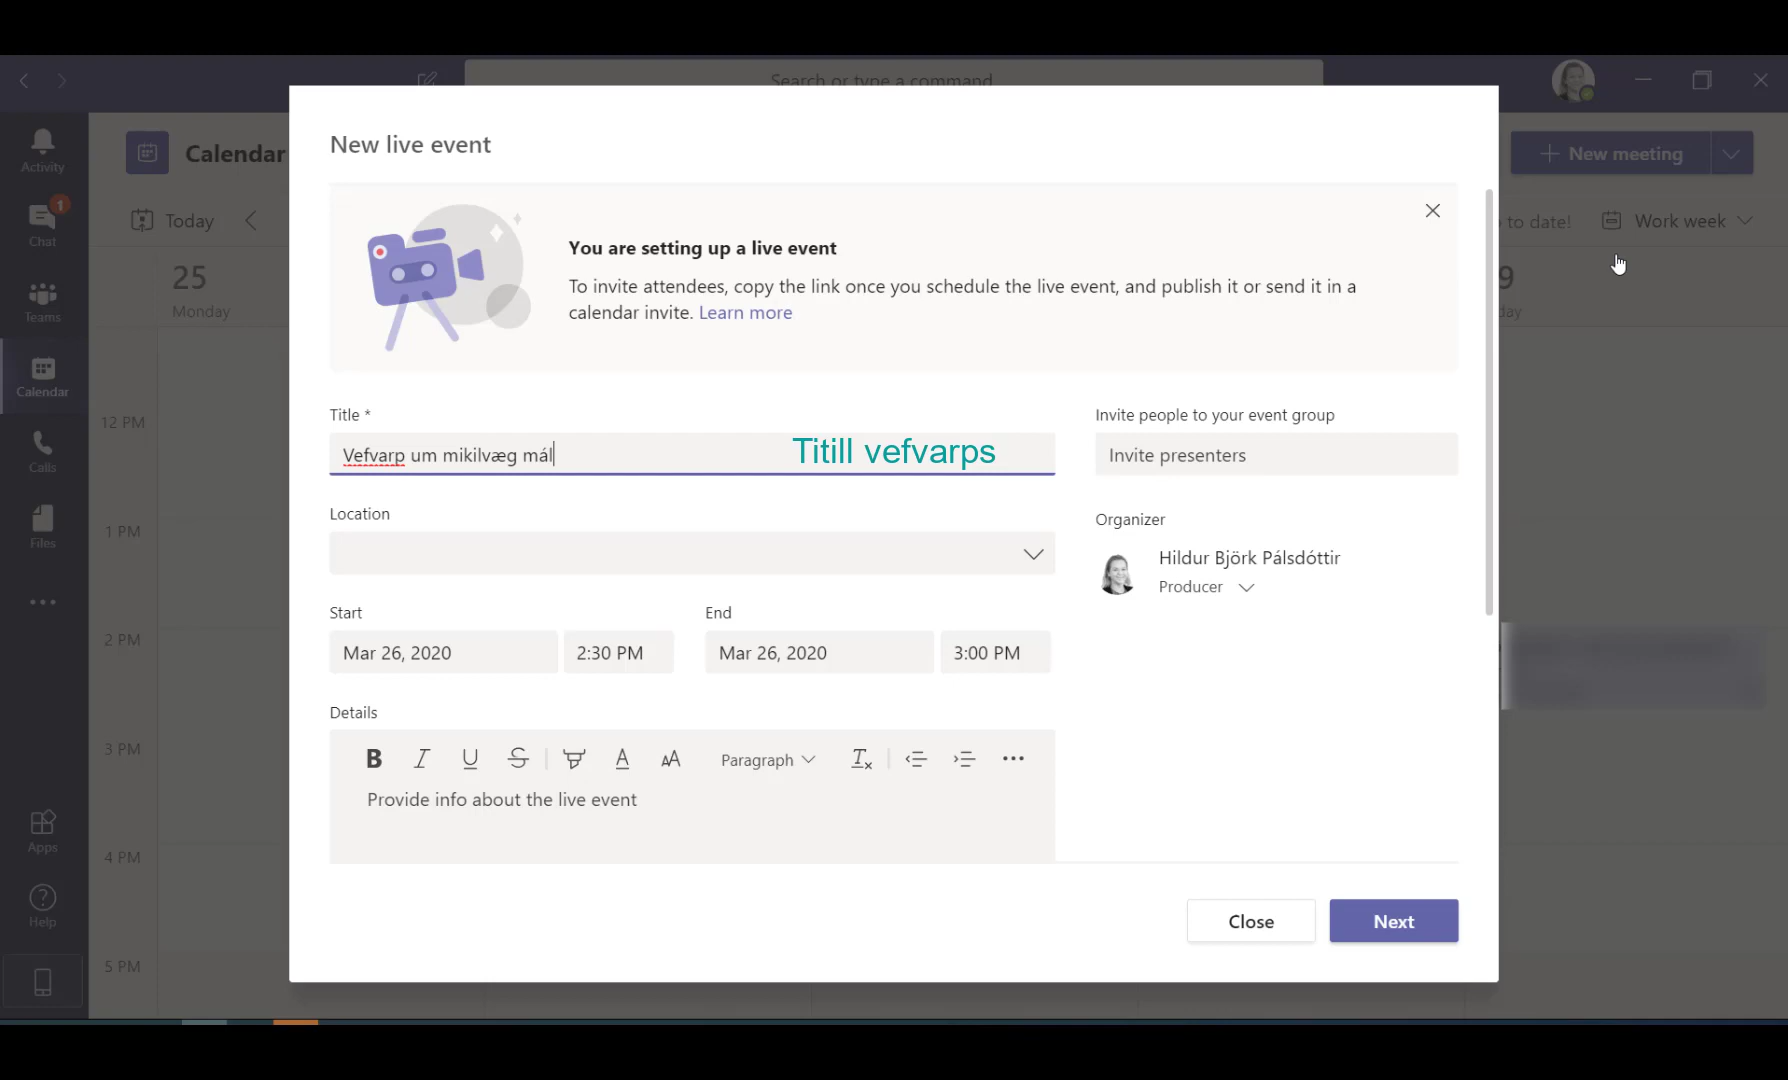 Search or type a command
Activity
Calendar
New meeting
1
Chat
Today
to date!
Work week
Teams
25
Monday
9
day
Calendar
Calls
Files
Apps
Help
12 PM
1 PM
2 PM
3 PM
4 PM
5 PM
New live event
You are setting up a live event
To invite attendees, copy the link once you schedule the live event, and publish it or send it in a
calendar invite. Learn more
Title *
Vefvarp um mikilvæg mál
Titill vefvarps
Invite people to your event group
Invite presenters
Location
Organizer
Hildur Björk Pálsdóttir
Producer
Start
End
Mar 26, 2020
2:30 PM
Mar 26, 2020
3:00 PM
Details
B I U S A AA Paragraph Tx
Provide info about the live event
Close
Next